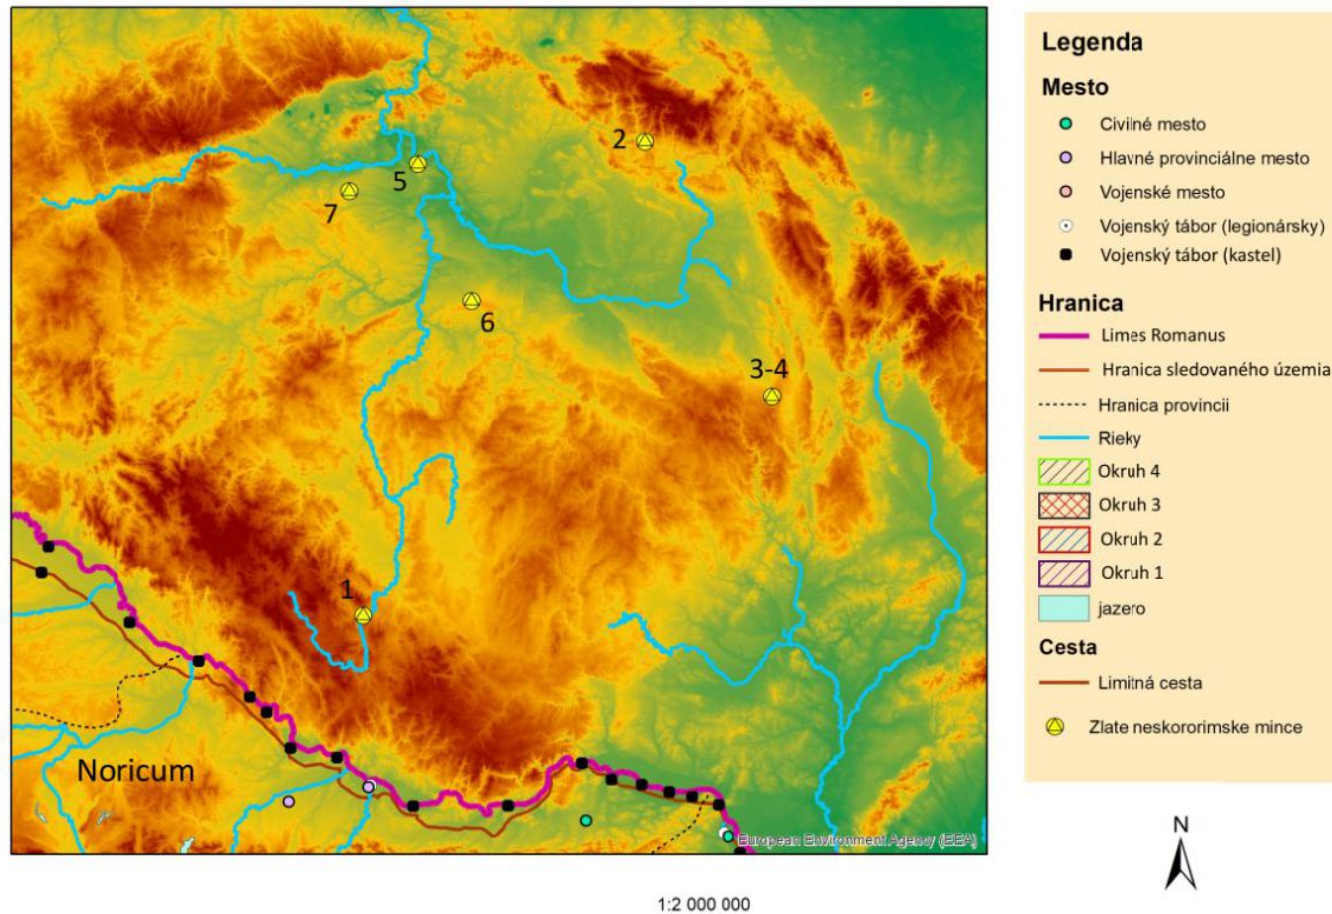 2
5
7
6
3-4
1
Noricum
European Environment Agency (EEA)
1:2 000 000
Legenda
Mesto
Civilné mesto
Hlavné provinciálne mesto
Vojenské mesto
Vojenský tábor (legionársky)
Vojenský tábor (kastel)
Hranica
Limes Romanus
Hranica sledovaného územia
Hranica provincii
Rieky
Okruh 4
Okruh 3
Okruh 2
Okruh 1
jazero
Cesta
Limitná cesta
Zlate neskororimske mince
N